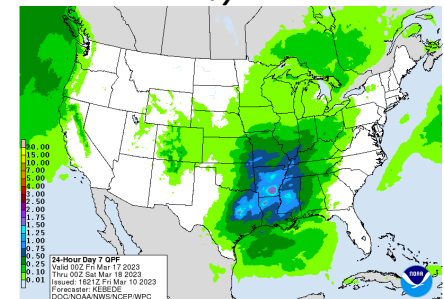 20.00
15.00
10.00
7.00
5.00
4.00
3.00
2.50
2.00
1.75
1.50
1.25
1.00
0.75
0.50
0.25
0.10
0.01
24-Hour Day 7 QPF
Valid 00Z Fri Mar 17 2023
Thru 00Z Sat Mar 18 2023
Issued: 1621Z Fri Mar 10 2023
Forecaster: KEBEDE
DOC/NOAA/NWS/NCEP/WPC
NOAA